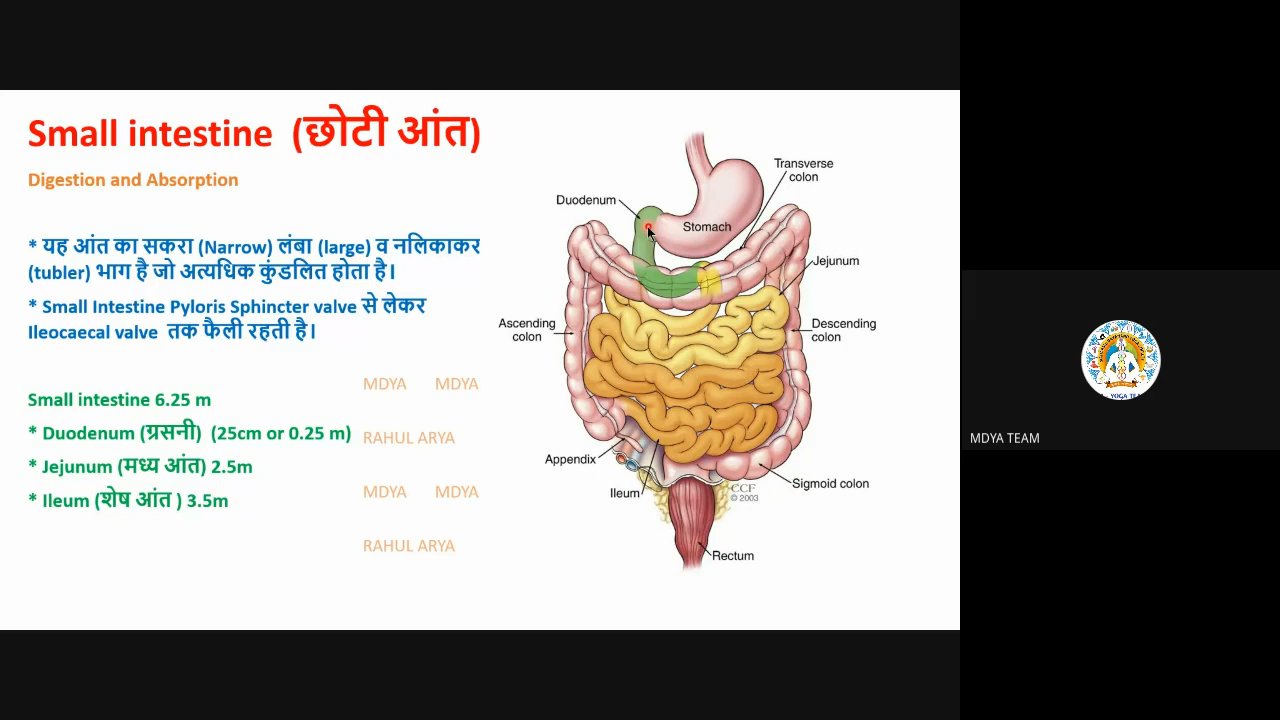 Small intestine (छोटी आंत)
Digestion and Absorption
* यह आंत का सकरा (Narrow) लंबा (large) व नलिकाकर
(tubler) भाग है जो अत्यधिक कुंडलित होता है।
* Small Intestine Pyloris Sphincter valve से लेकर
Ileocaecal valve तक फैली रहती है।
Small intestine 6.25 m
* Duodenum (ग्रसनी) (25cm or 0.25 m)
* Jejunum (मध्य आंत) 2.5m
* Ileum (शेष आंत ) 3.5m
MDYA MDYA
RAHUL ARYA
MDYA MDYA
RAHUL ARYA
Transverse
colon
Duodenum
Stomach
Jejunum
Ascending
colon
Descending
colon
Appendix
Ileum
Sigmoid colon
CCF
© 2003
Rectum
MDYA TEAM